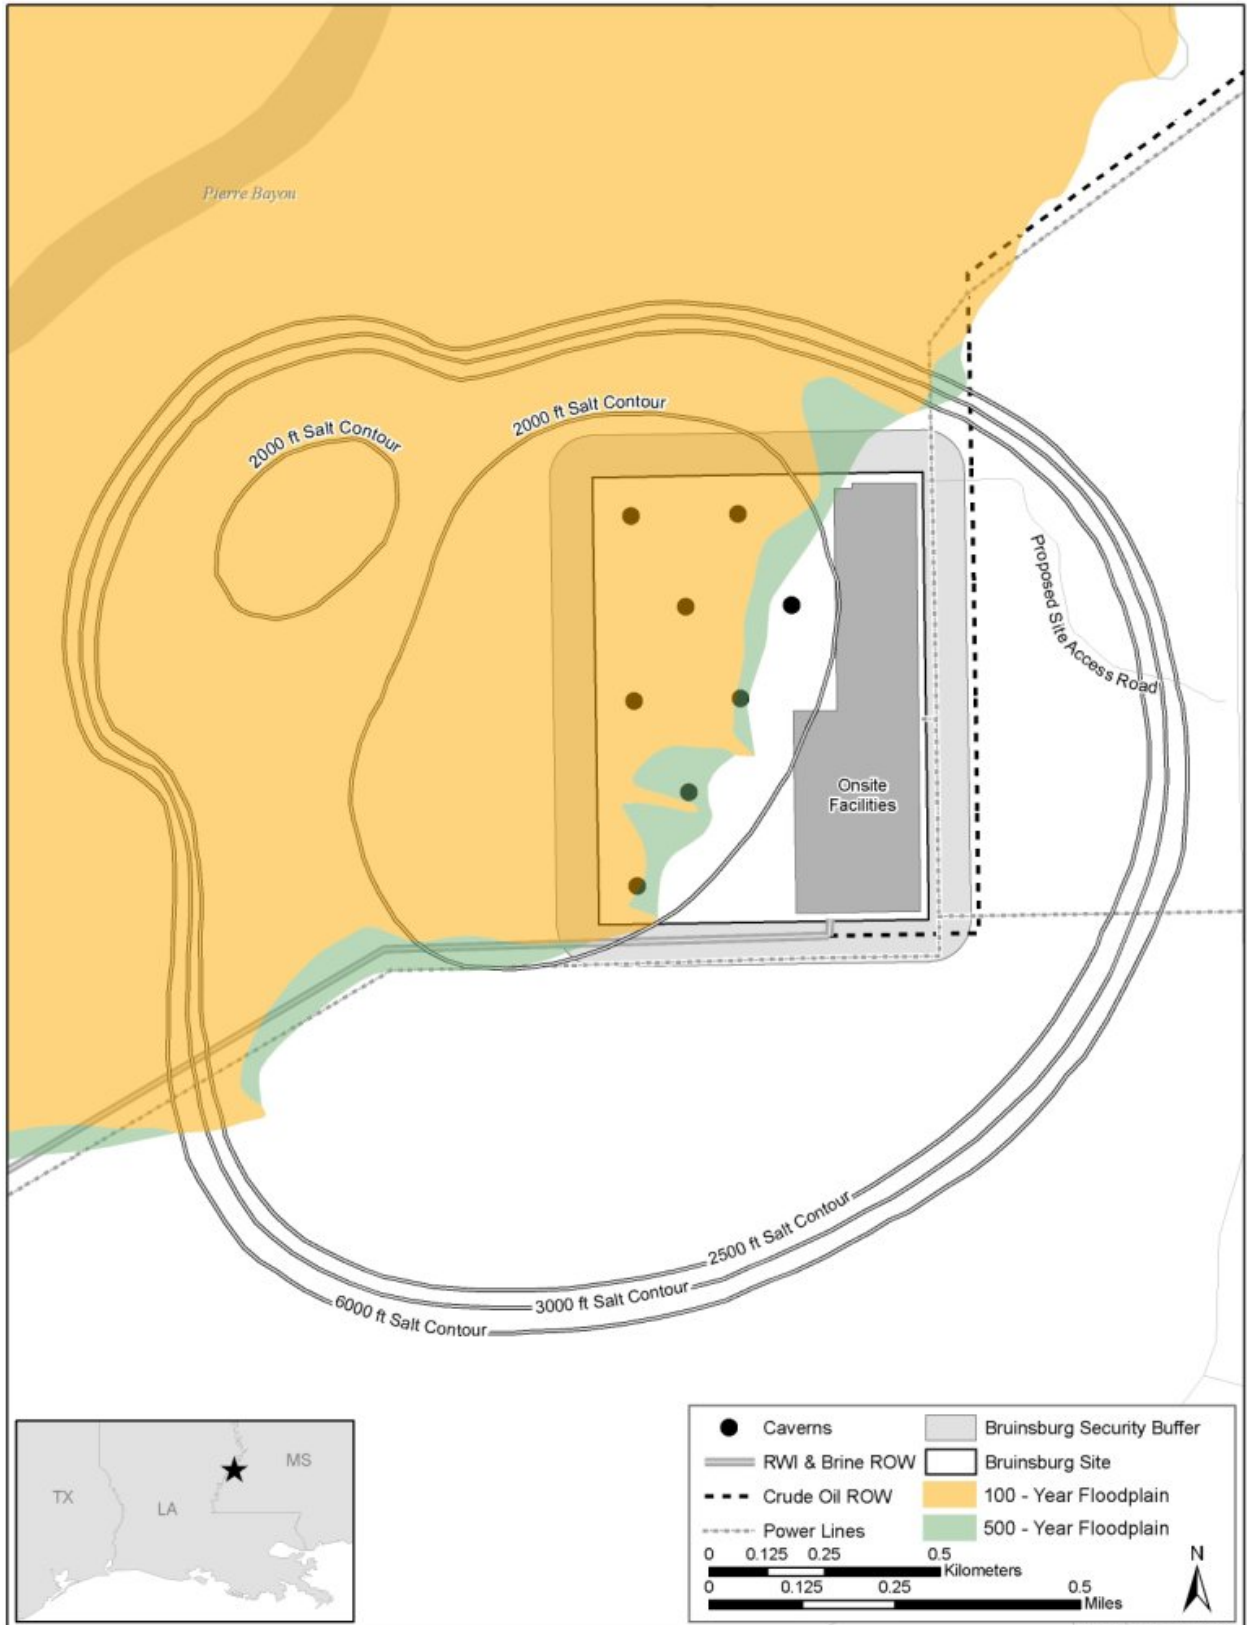 Pierre Bayou
2000 ft Salt Contour
2000 ft Salt Contour
Proposed Site Access Road
Onsite
Facilities
2500 ft Salt Contour
3000 ft Salt Contour
6000 ft Salt Contour
TX
LA
MS
Caverns
RWI & Brine ROW
Crude Oil ROW
Power Lines
Bruinsburg Security Buffer
Bruinsburg Site
100 - Year Floodplain
500 - Year Floodplain
0 0.125 0.25 0.5
Kilometers
0 0.125 0.25 0.5
Miles
N